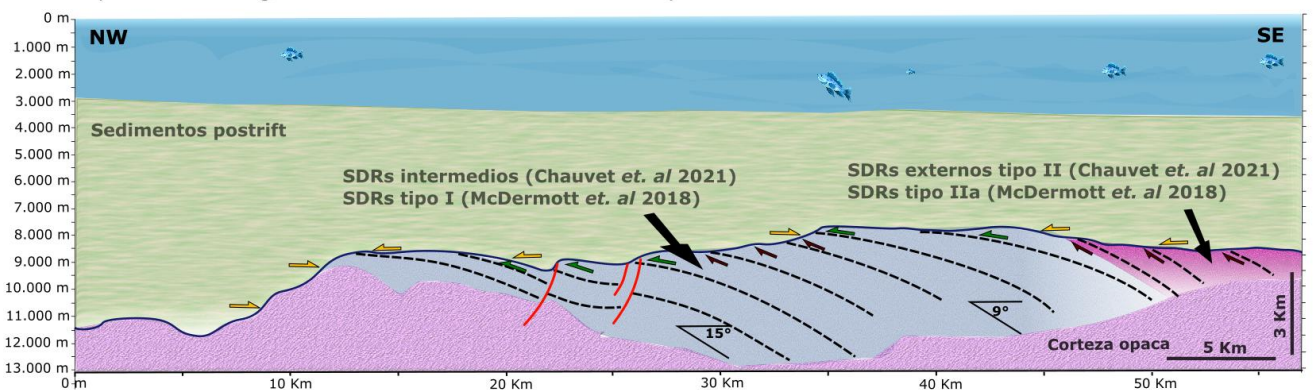 0 m
1.000 m
2.000 m
3.000 m
4.000 m
5.000 m
6.000 m
7.000 m
8.000 m
9.000 m
10.000 m
11.000 m
12.000 m
13.000 m
NW
SE
Sedimentos postrift
SDRs intermedios (Chauvet et. al 2021)
SDRs tipo I (McDermott et. al 2018)
SDRs externos tipo II (Chauvet et. al 2021)
SDRs tipo IIa (McDermott et. al 2018)
15°
9°
Corteza opaca
5 Km
3 Km
0 m
10 Km
20 Km
30 Km
40 Km
50 Km